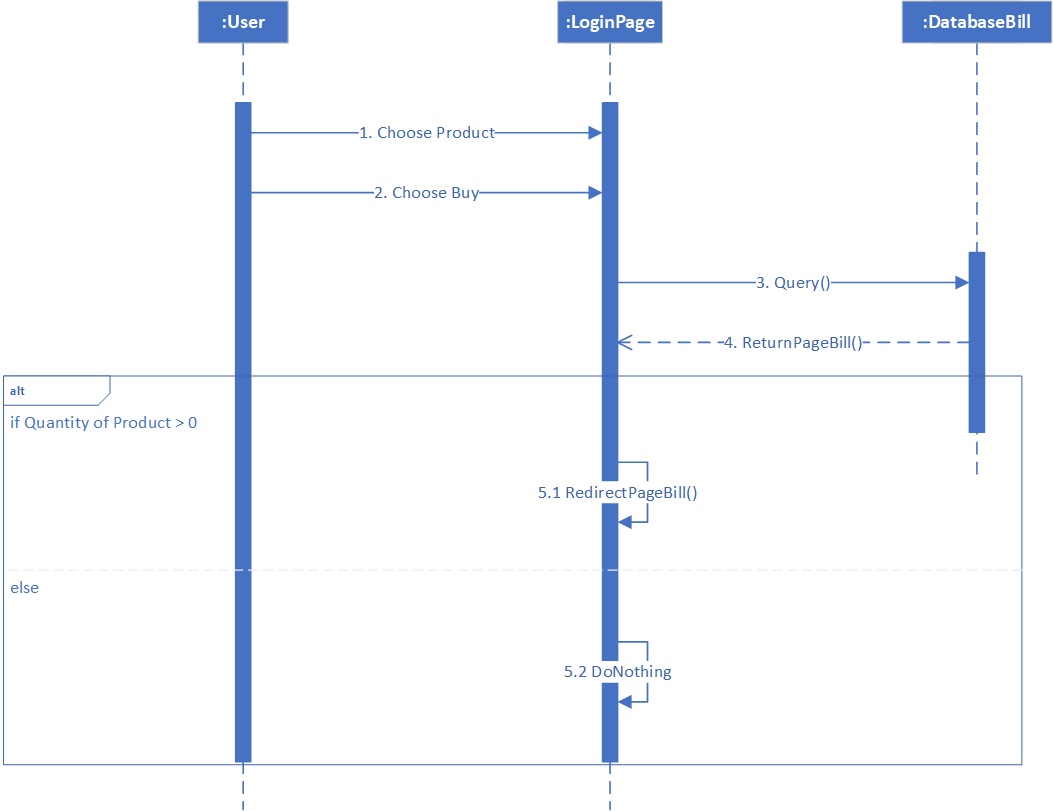 :User
:LoginPage
:DatabaseBill
1. Choose Product
2. Choose Buy
3. Query()
4. ReturnPageBill()
alt
if Quantity of Product > 0
5.1 RedirectPageBill()
else
5.2 DoNothing